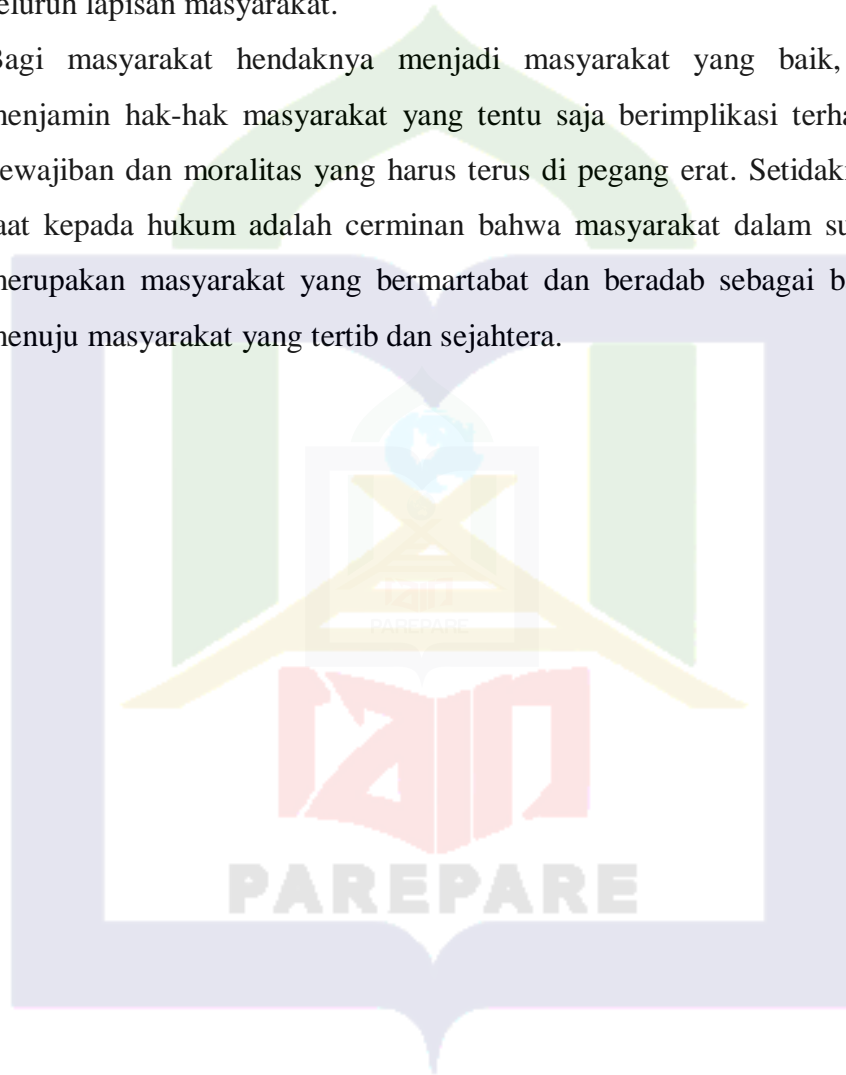 eluruh lapisan masyarakat.
Bagi masyarakat hendaknya menjadi masyarakat yang baik,
menjamin hak-hak masyarakat yang tentu saja berimplikasi terha
kewajiban dan moralitas yang harus terus di pegang erat. Setidak
aat kepada hukum adalah cerminan bahwa masyarakat dalam su
merupakan masyarakat yang bermartabat dan beradab sebagai b
menuju masyarakat yang tertib dan sejahtera.
iain
PAREPARE
iain
PAREPARE